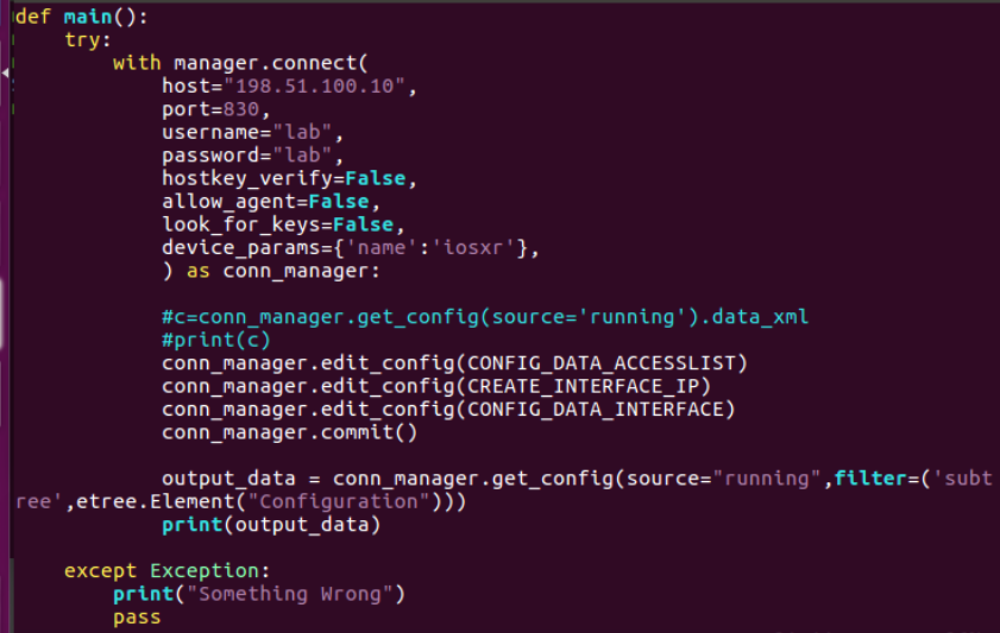 def main():
    try:
        with manager.connect(
            host="198.51.100.10",
            port=830,
            username="lab",
            password="lab",
            hostkey_verify=False,
            allow_agent=False,
            look_for_keys=False,
            device_params={'name':'iosxr'},
            ) as conn_manager:

            #c=conn_manager.get_config(source='running').data_xml
            #print(c)
            conn_manager.edit_config(CONFIG_DATA_ACCESSLIST)
            conn_manager.edit_config(CREATE_INTERFACE_IP)
            conn_manager.edit_config(CONFIG_DATA_INTERFACE)
            conn_manager.commit()

            output_data = conn_manager.get_config(source="running",filter=('subt
ree',etree.Element("Configuration")))
            print(output_data)

    except Exception:
        print("Something Wrong")
        pass